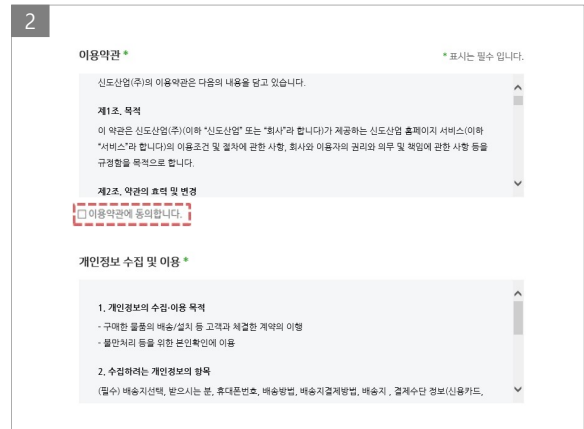 2
이용약관 *
* 표시는 필수 입니다.
신도산업(주)의 이용약관은 다음의 내용을 담고 있습니다.
제1조. 목적
이 약관은 신도산업(주)(이하 “신도산업” 또는 “회사”라 합니다)가 제공하는 신도산업 홈페이지 서비스(이하
“서비스”라 합니다)의 이용조건 및 절차에 관한 사항, 회사와 이용자의 권리와 의무 및 책임에 관한 사항 등을
규정함을 목적으로 합니다.
제2조. 약관의 효력 및 변경
이용약관에 동의합니다.
개인정보 수집 및 이용 *
1. 개인정보의 수집·이용 목적
- 구매한 물품의 배송/설치 등 고객과 체결한 계약의 이행
- 불만처리 등을 위한 본인확인에 이용
2. 수집하려는 개인정보의 항목
(필수) 배송지선택, 받으시는 분, 휴대폰번호, 배송방법, 배송지결제방법, 배송지 , 결제수단 정보(신용카드,